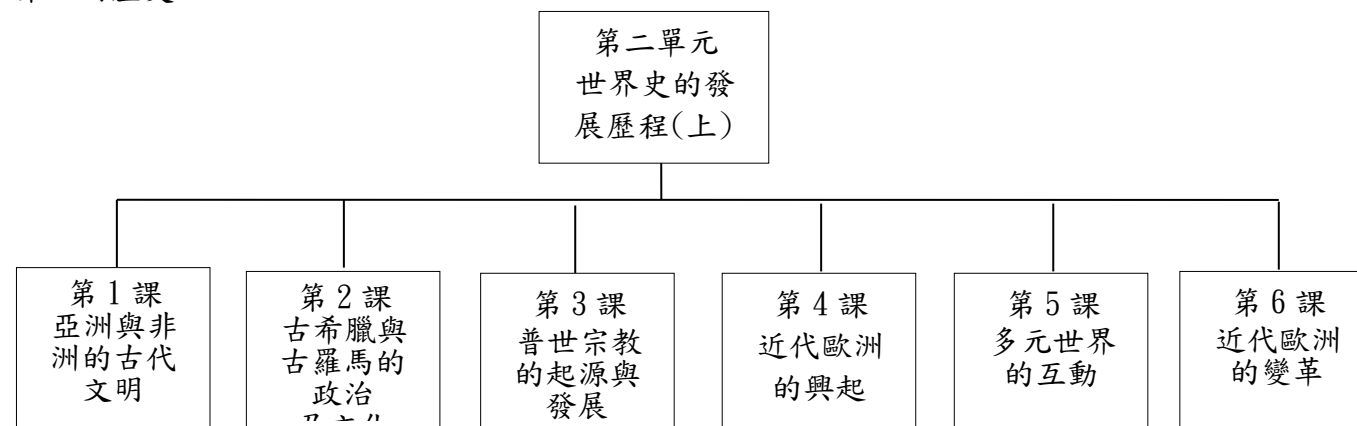 第二單元
世界史的發
展歷程(上)
第1課
亞洲與非
洲的古代
文明
第2課
古希臘與
古羅馬的
政治
第3課
普世宗教
的起源與
發展
第4課
近代歐洲
的興起
第5課
多元世界
的互動
第6課
近代歐洲
的變革